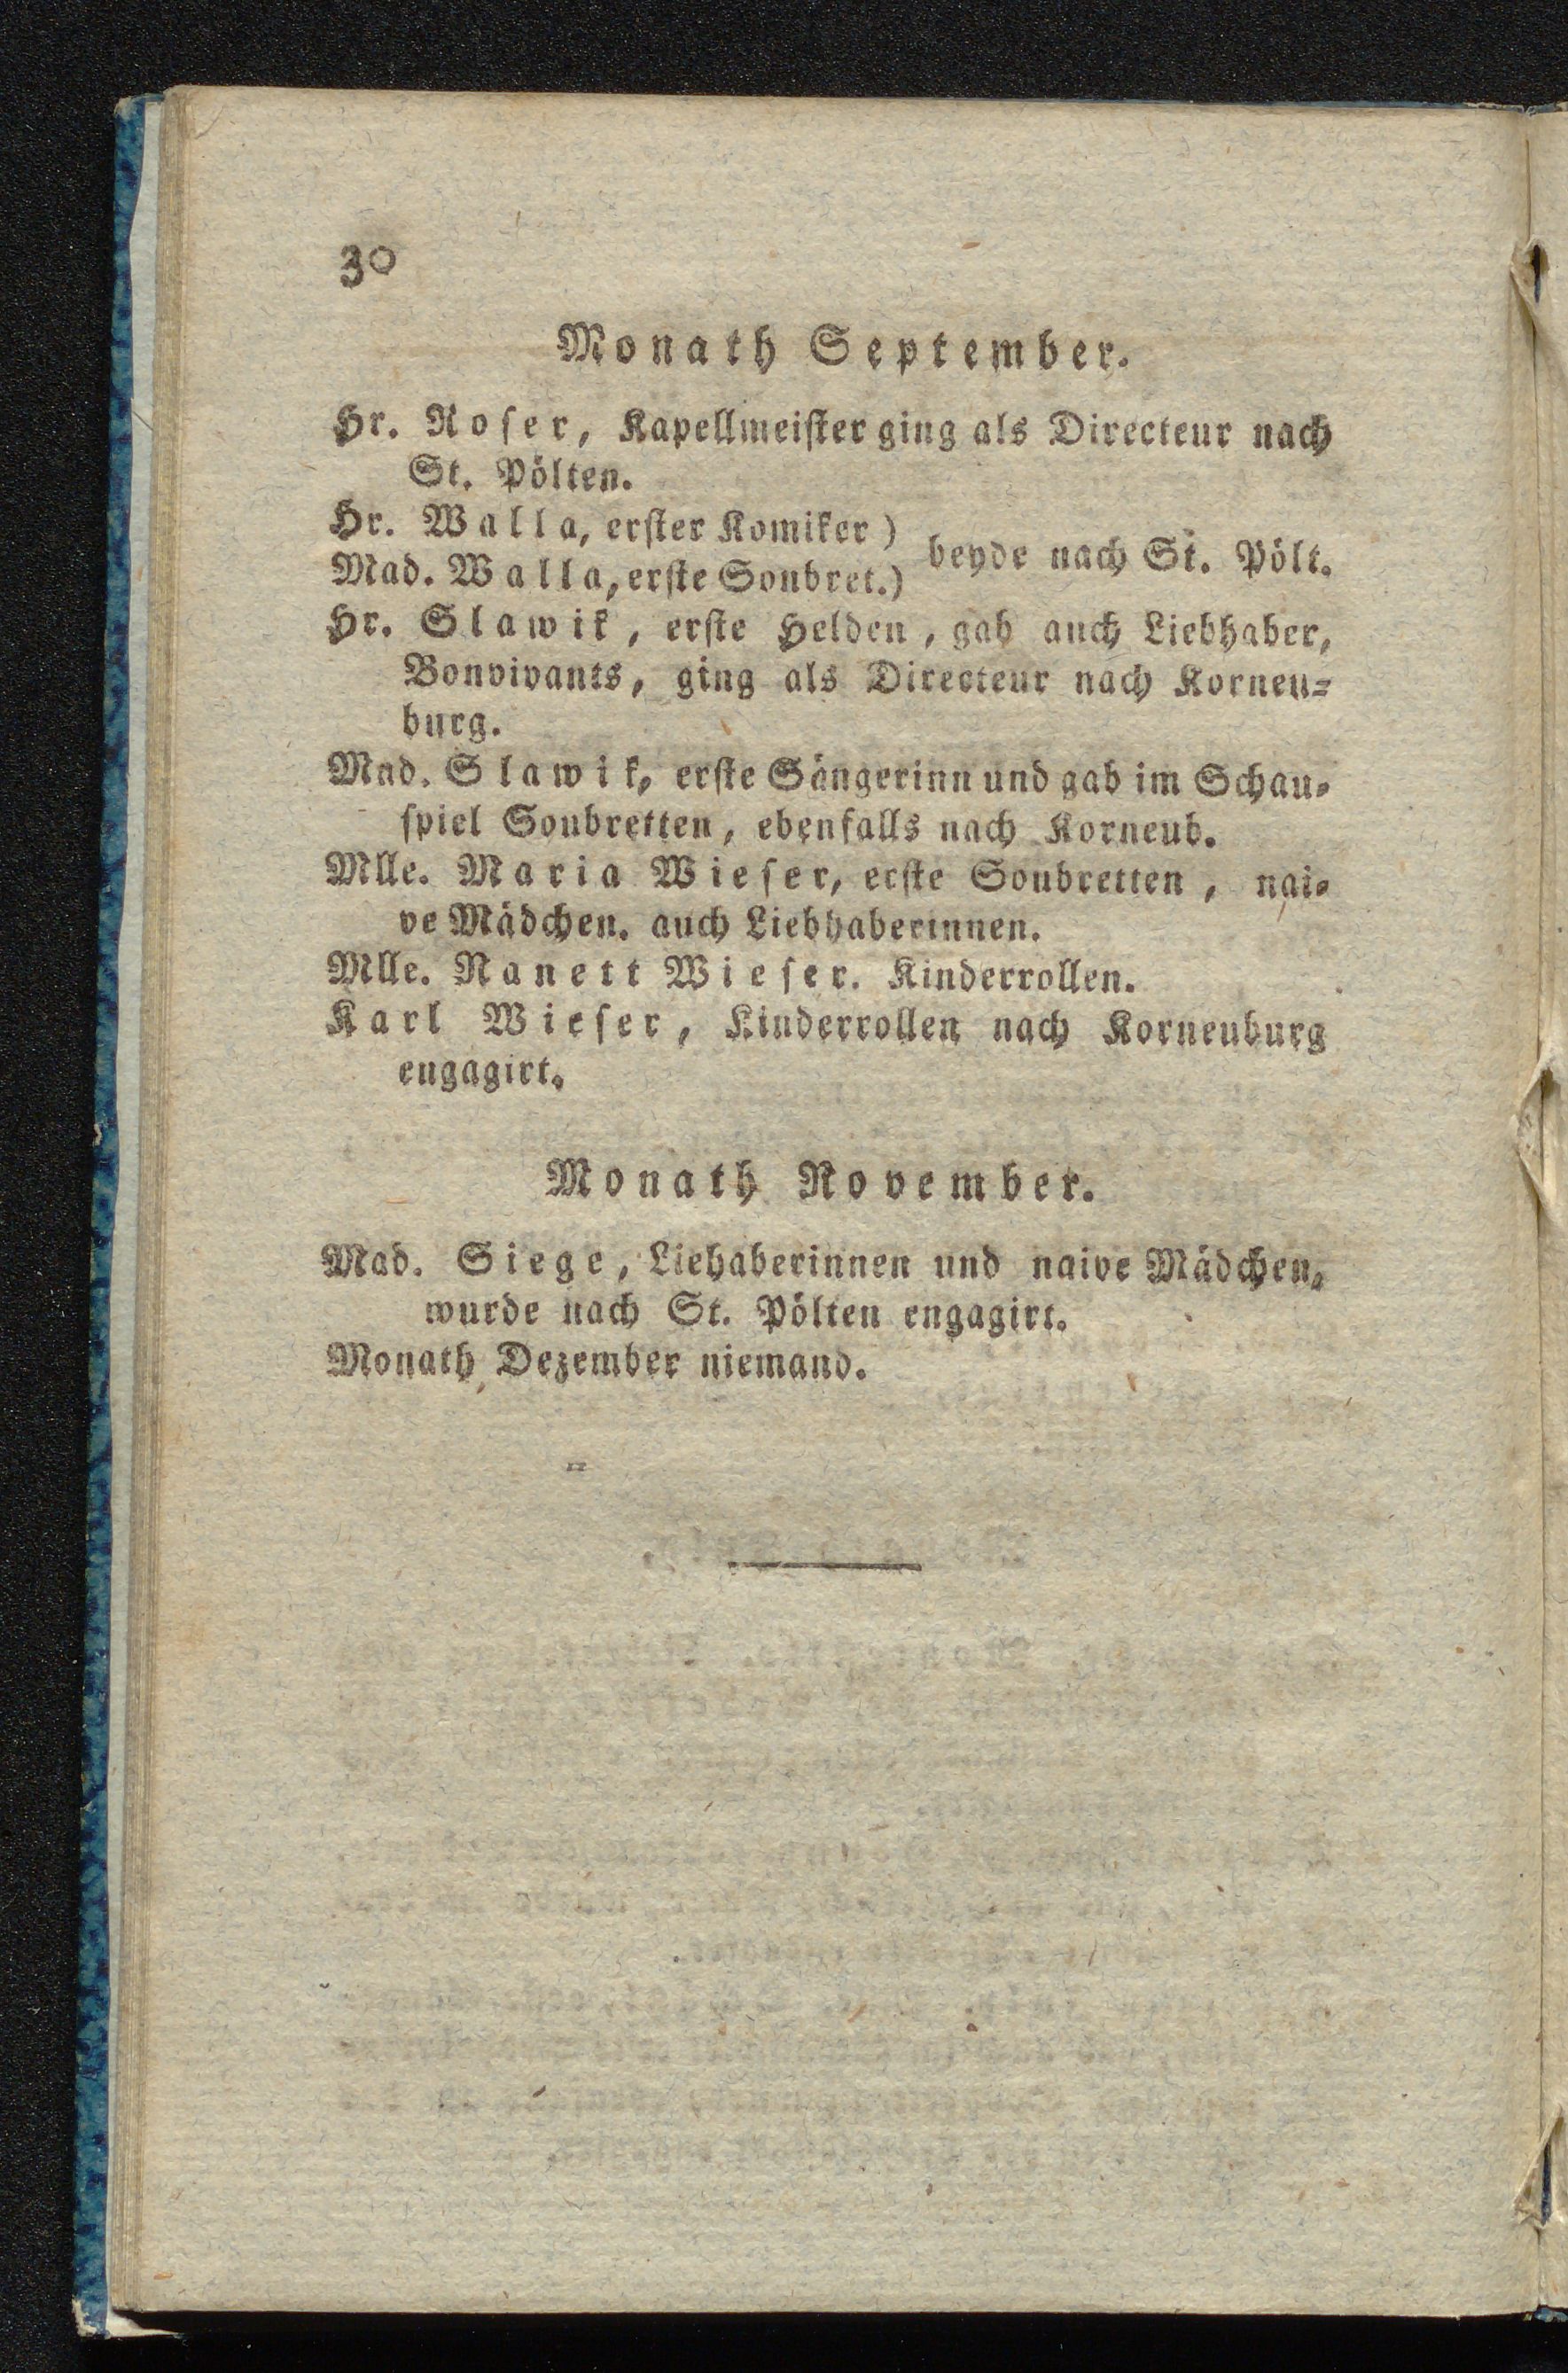 30
Monath September.
Hr. Roser, Kapellmeister ging als Directeur nach
St. Pölten.
Hr. Walla, erster Komiker)
Mad. Walla, erste Soubret.) beyde nach St. Pölt.
Hr. Slawik, erste Helden, gab auch Liebhaber,
Bonvivants, ging als Directeur nach Korneu-
burg.
Mad. Slawik, erste Sängerinn und gab im Schau-
spiel Soubretten, ebenfalls nach Korneub.
Mlle. Maria Wieser, erste Soubretten, nai-
ve Mädchen. auch Liebhaberinnen.
Mlle. Nanett Wieser. Kinderrollen.
Karl Wieser, Kinderrollen nach Korneuburg
engagirt.
Monath November.
Mad. Siege, Liehaberinnen und naive Mädchen,
wurde nach St. Pölten engagirt.
Monath Dezember niemand.